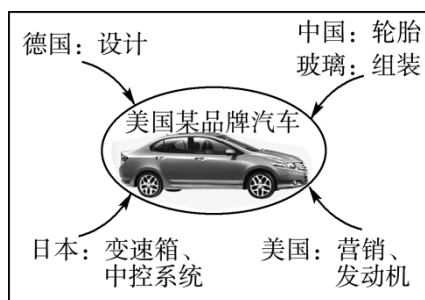 德国：设计
中国：轮胎
玻璃：组装
美国某品牌汽车
日本：变速箱、
中控系统
美国：营销、
发动机